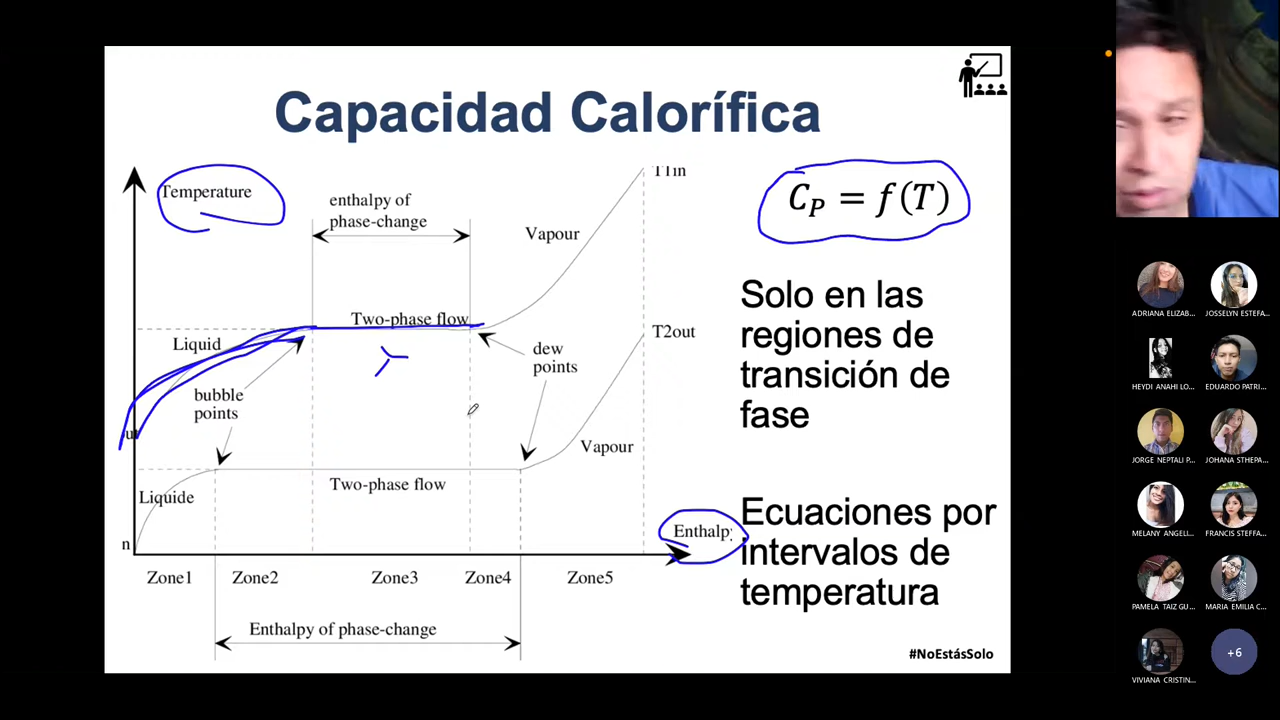 Capacidad Calorífica
Temperature
enthalpy of
phase-change
T1in
Vapour
Two-phase flow
Liquid
dew
points
T2out
bubble
points
Vapour
Two-phase flow
Liquide
n
Enthalp
Zone1 Zone2 Zone3 Zone4 Zone5
Enthalpy of phase-change
C_P = f(T)
Solo en las
regiones de
transición de
fase
Ecuaciones por
intervalos de
temperatura
#NoEstásSolo
ADRIANA ELIZAB... JOSSELYN ESTEFA...
HEYDI ANAHI LO... EDUARDO PATRI...
JORGE NEPTALI P... JOHANA STHEPA...
MELANY ANGELI... FRANCIS STEFFA...
PAMELA TAIZ GU... MARIA EMILIA C...
VIVIANA CRISTIN... +6